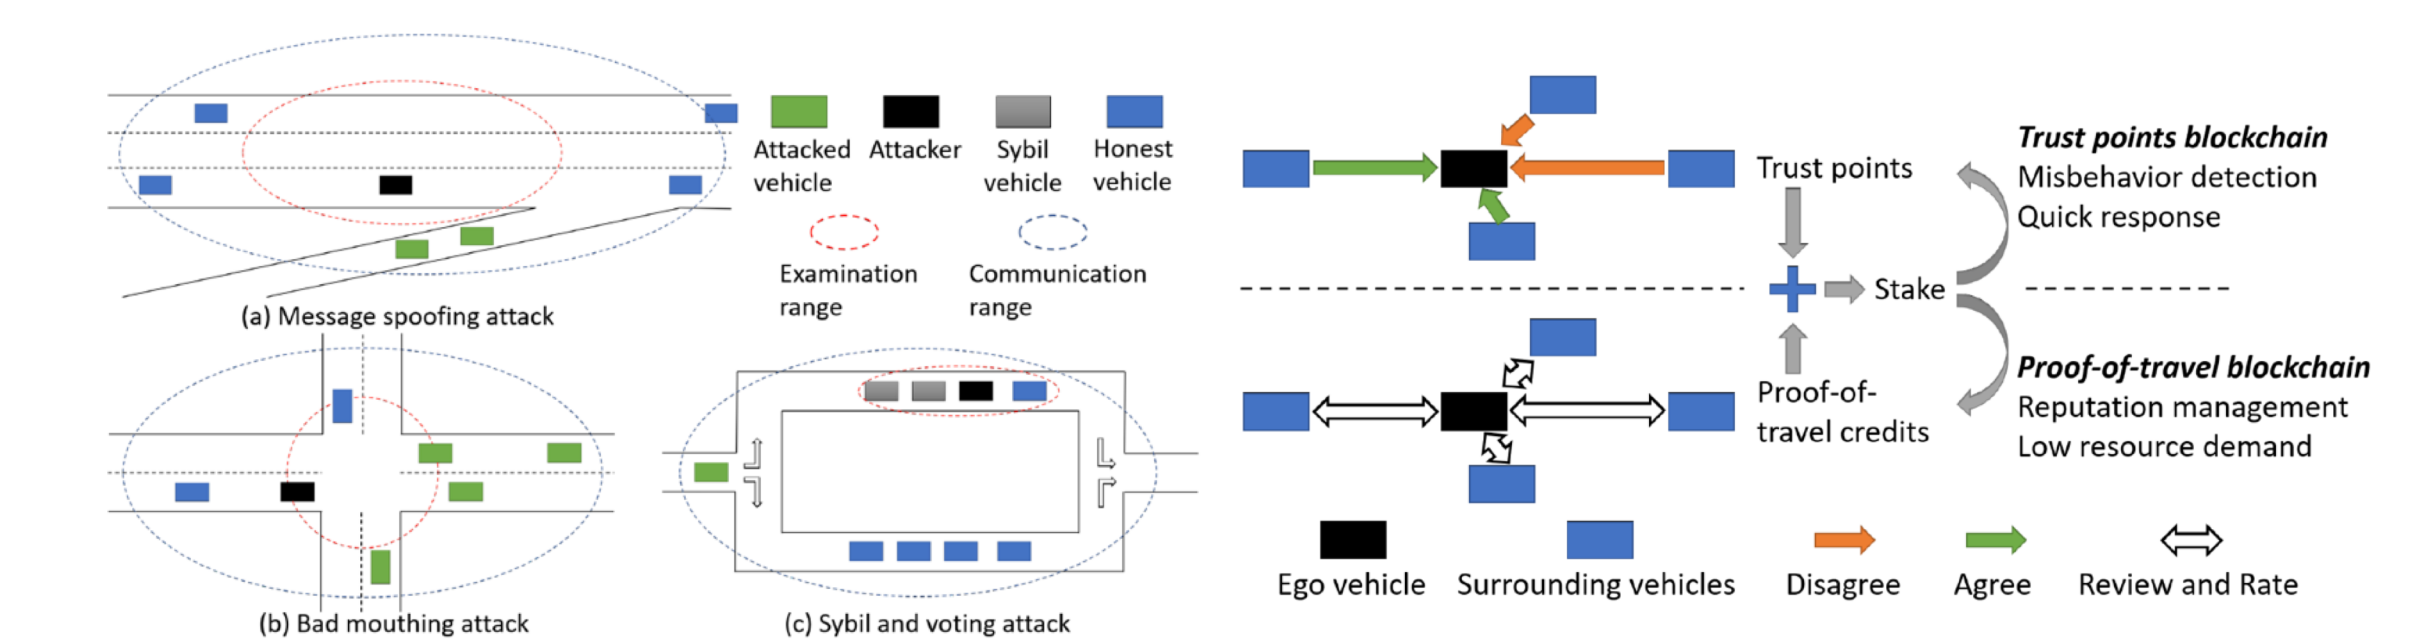 Attacked
vehicle
Attacker
Sybil
vehicle
Honest
vehicle
Examination
range
Communication
range
(a) Message spoofing attack
(b) Bad mouthing attack
(c) Sybil and voting attack
Trust points
Stake
Proof-of-
travel credits
Trust points blockchain
Misbehavior detection
Quick response
Proof-of-travel blockchain
Reputation management
Low resource demand
Ego vehicle
Surrounding vehicles
Disagree
Agree
Review and Rate